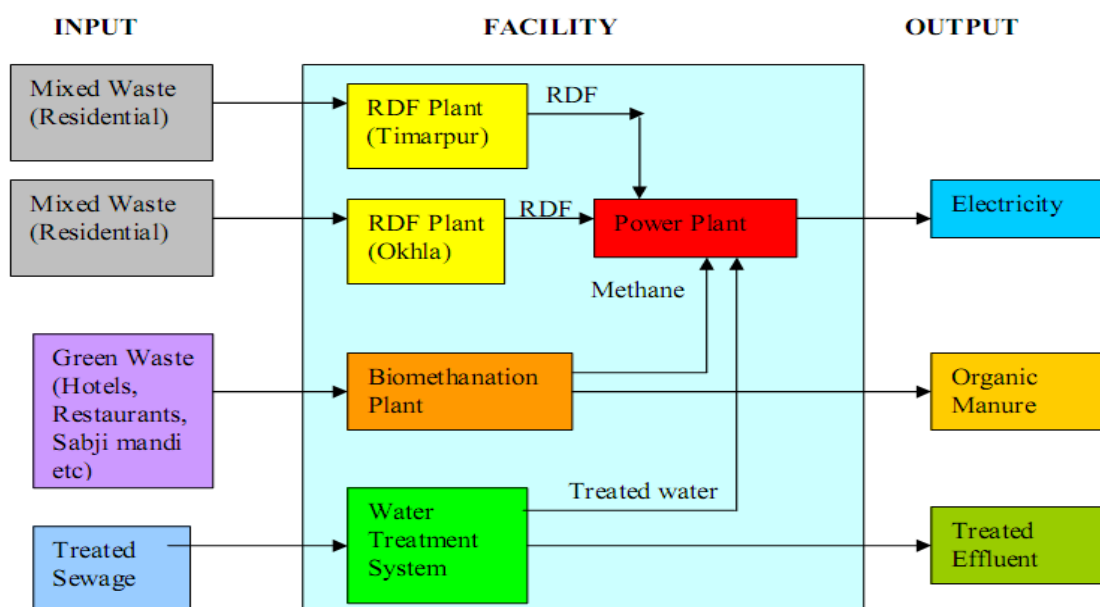 INPUT
FACILITY
OUTPUT
Mixed Waste
(Residential)
RDF Plant
(Timarpur)
RDF
Mixed Waste
(Residential)
RDF Plant
(Okhla)
RDF
Power Plant
Electricity
Methane
Green Waste
(Hotels,
Restaurants,
Sabji mandi
etc)
Biomethanation
Plant
Organic
Manure
Treated water
Treated
Sewage
Water
Treatment
System
Treated
Effluent